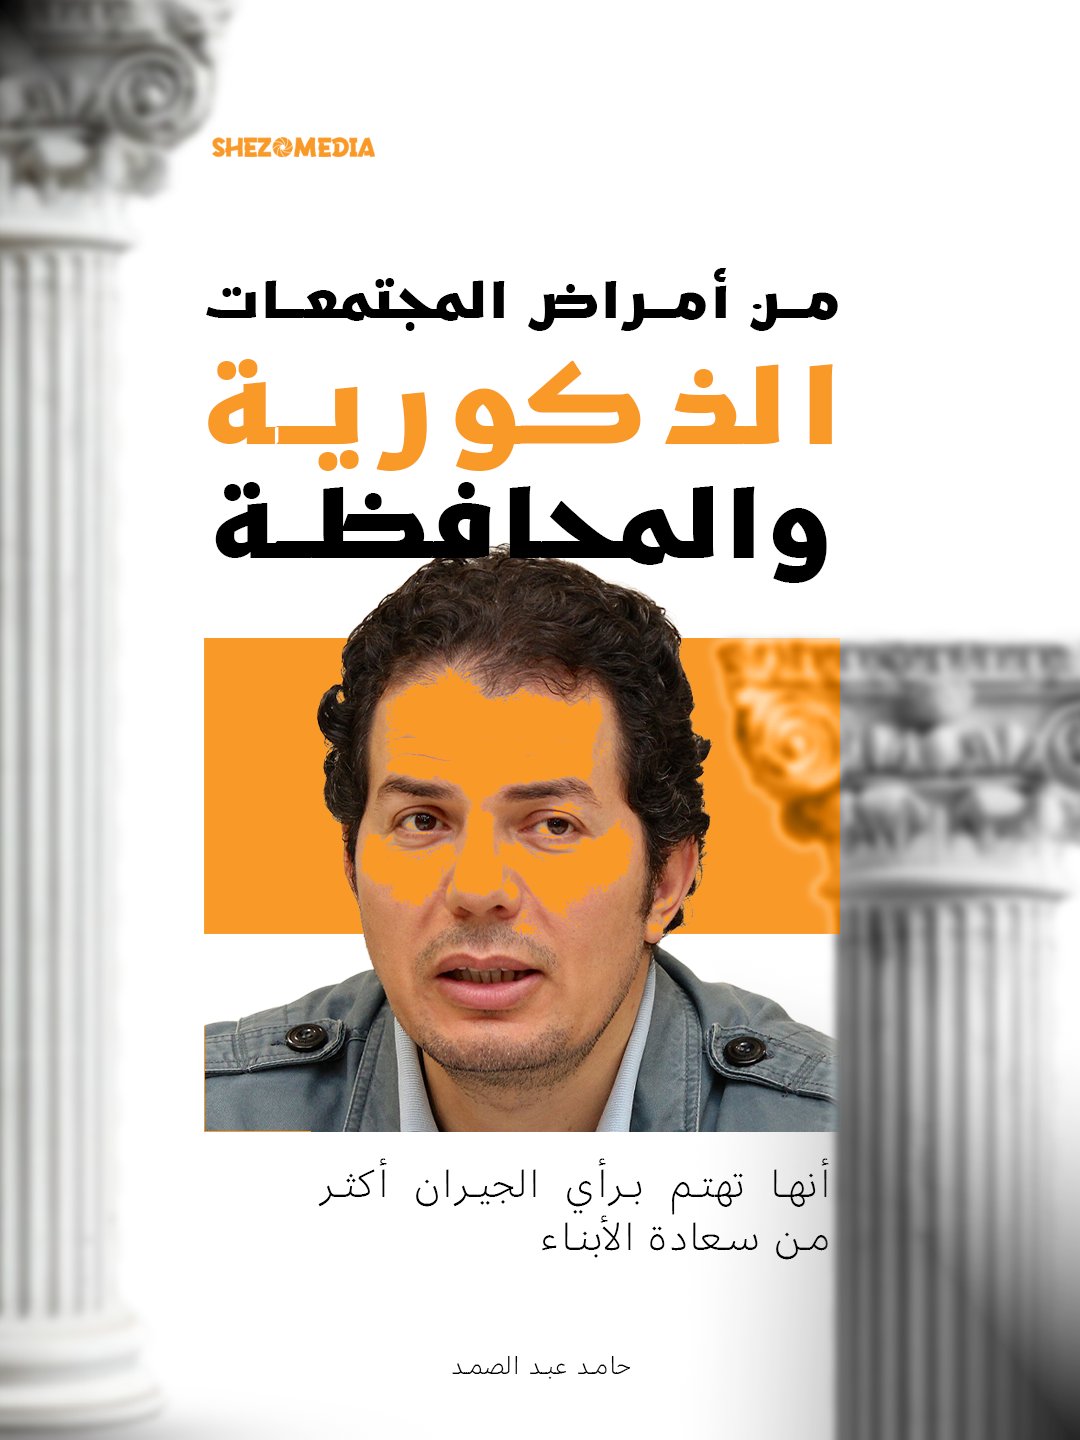 SHEZOMEDIA
من أمراض المجتمعات
الذكورية
والمحافظة
أنها تهتم برأي الجيران أكثر
من سعادة الأبناء
حامد عبد الصمد